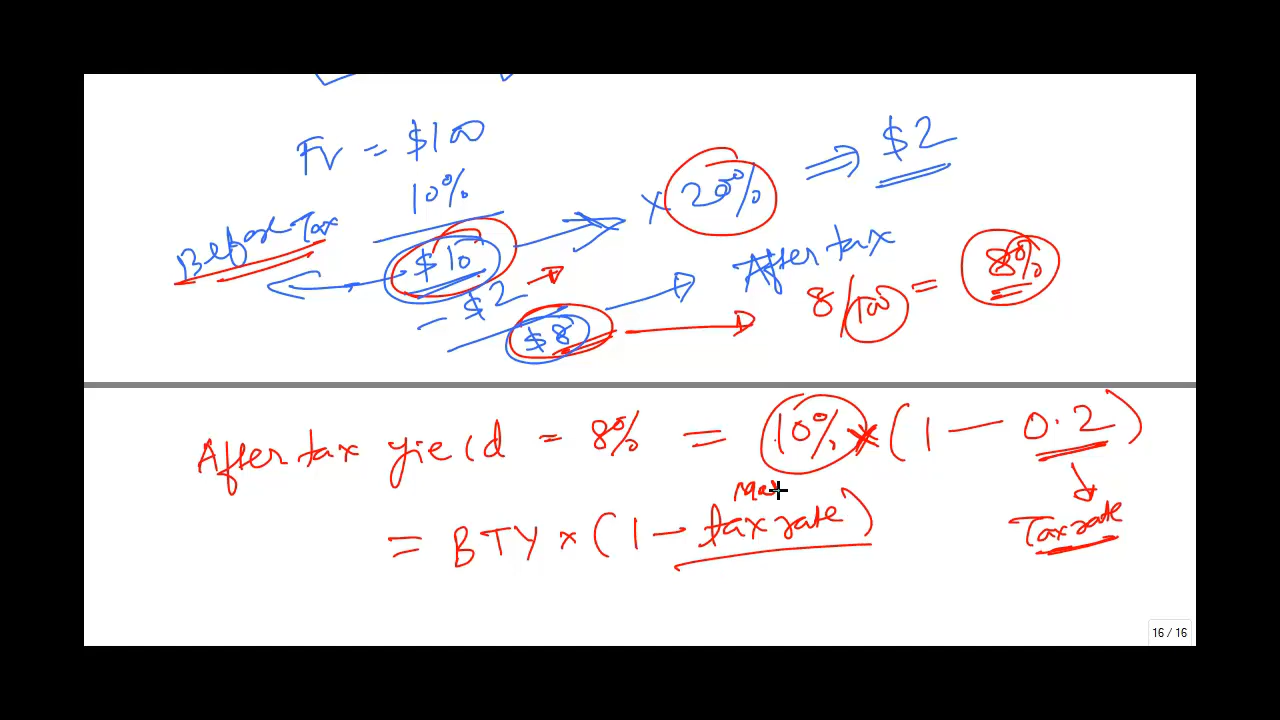 FV = $100
10%
Before Tax
$10 × 20% ⇒ $2
- $2
After tax
$8 8/100 = 8%
After tax yield = 8% = 10% × (1 - 0.2)
Mar
= BTY × (1 - tax rate)
Tax rate
16 / 16